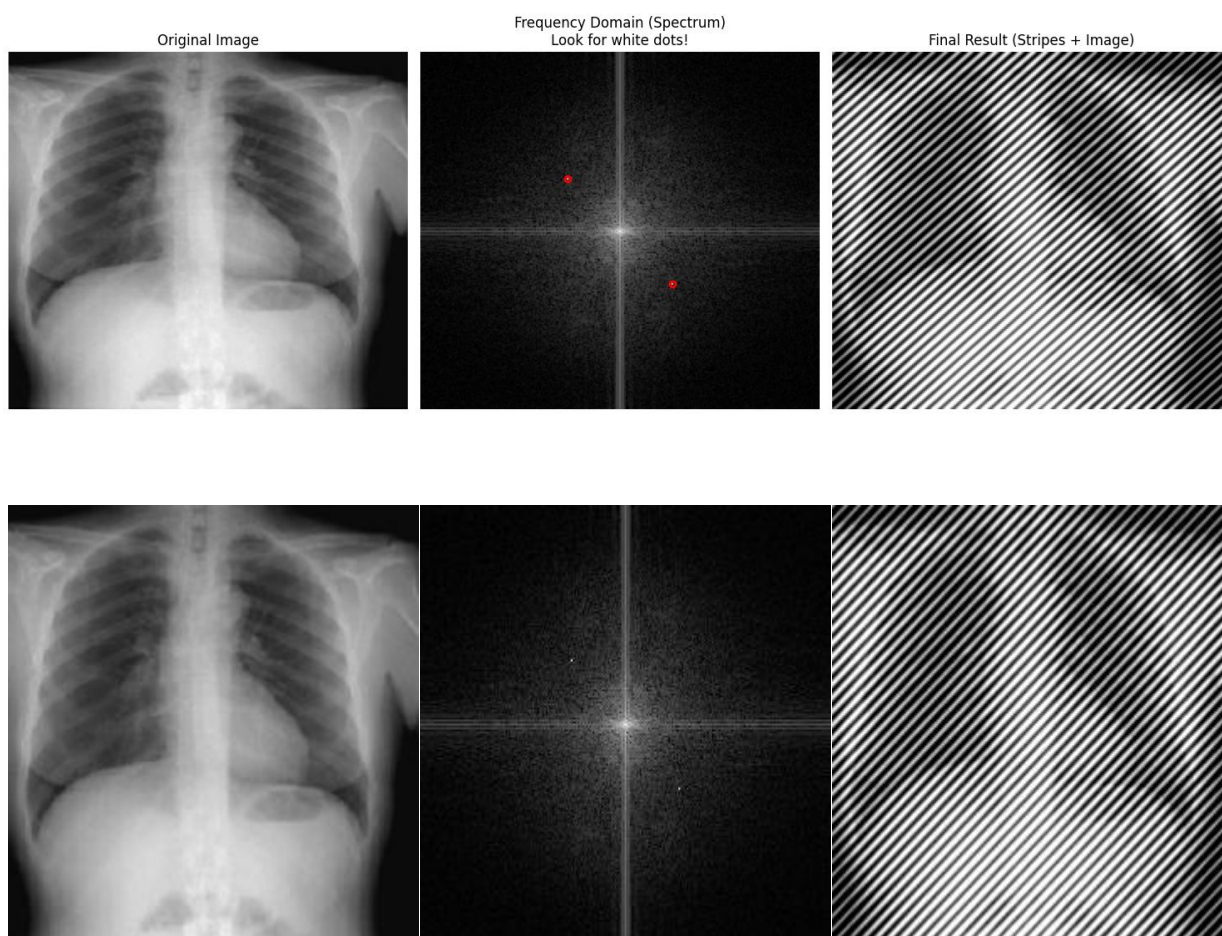 Original Image
Frequency Domain (Spectrum)
Look for white dots!
Final Result (Stripes + Image)